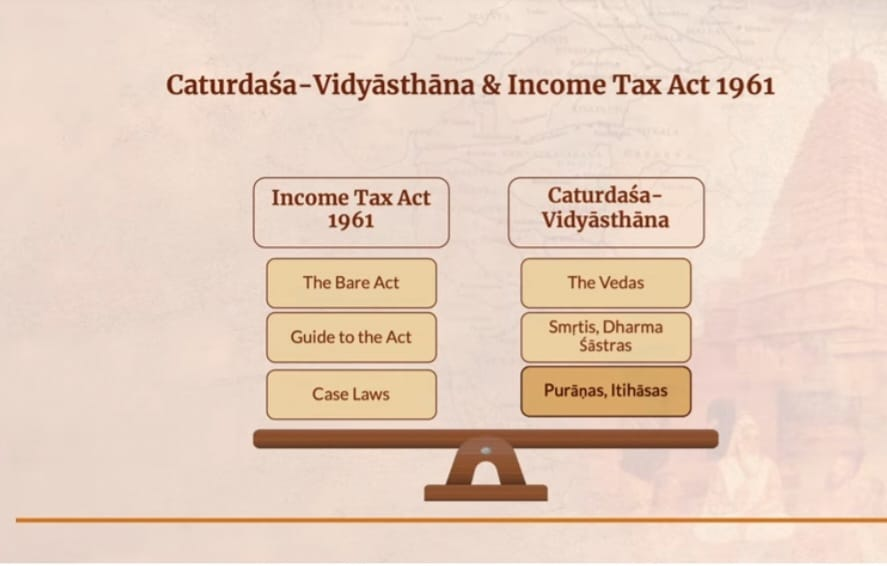 Caturdaśa-Vidyāsthāna & Income Tax Act 1961
Income Tax Act
1961
The Bare Act
Guide to the Act
Case Laws
Caturdaśa-
Vidyāsthāna
The Vedas
Smṛtis, Dharma
Śāstras
Purāṇas, Itihāsas